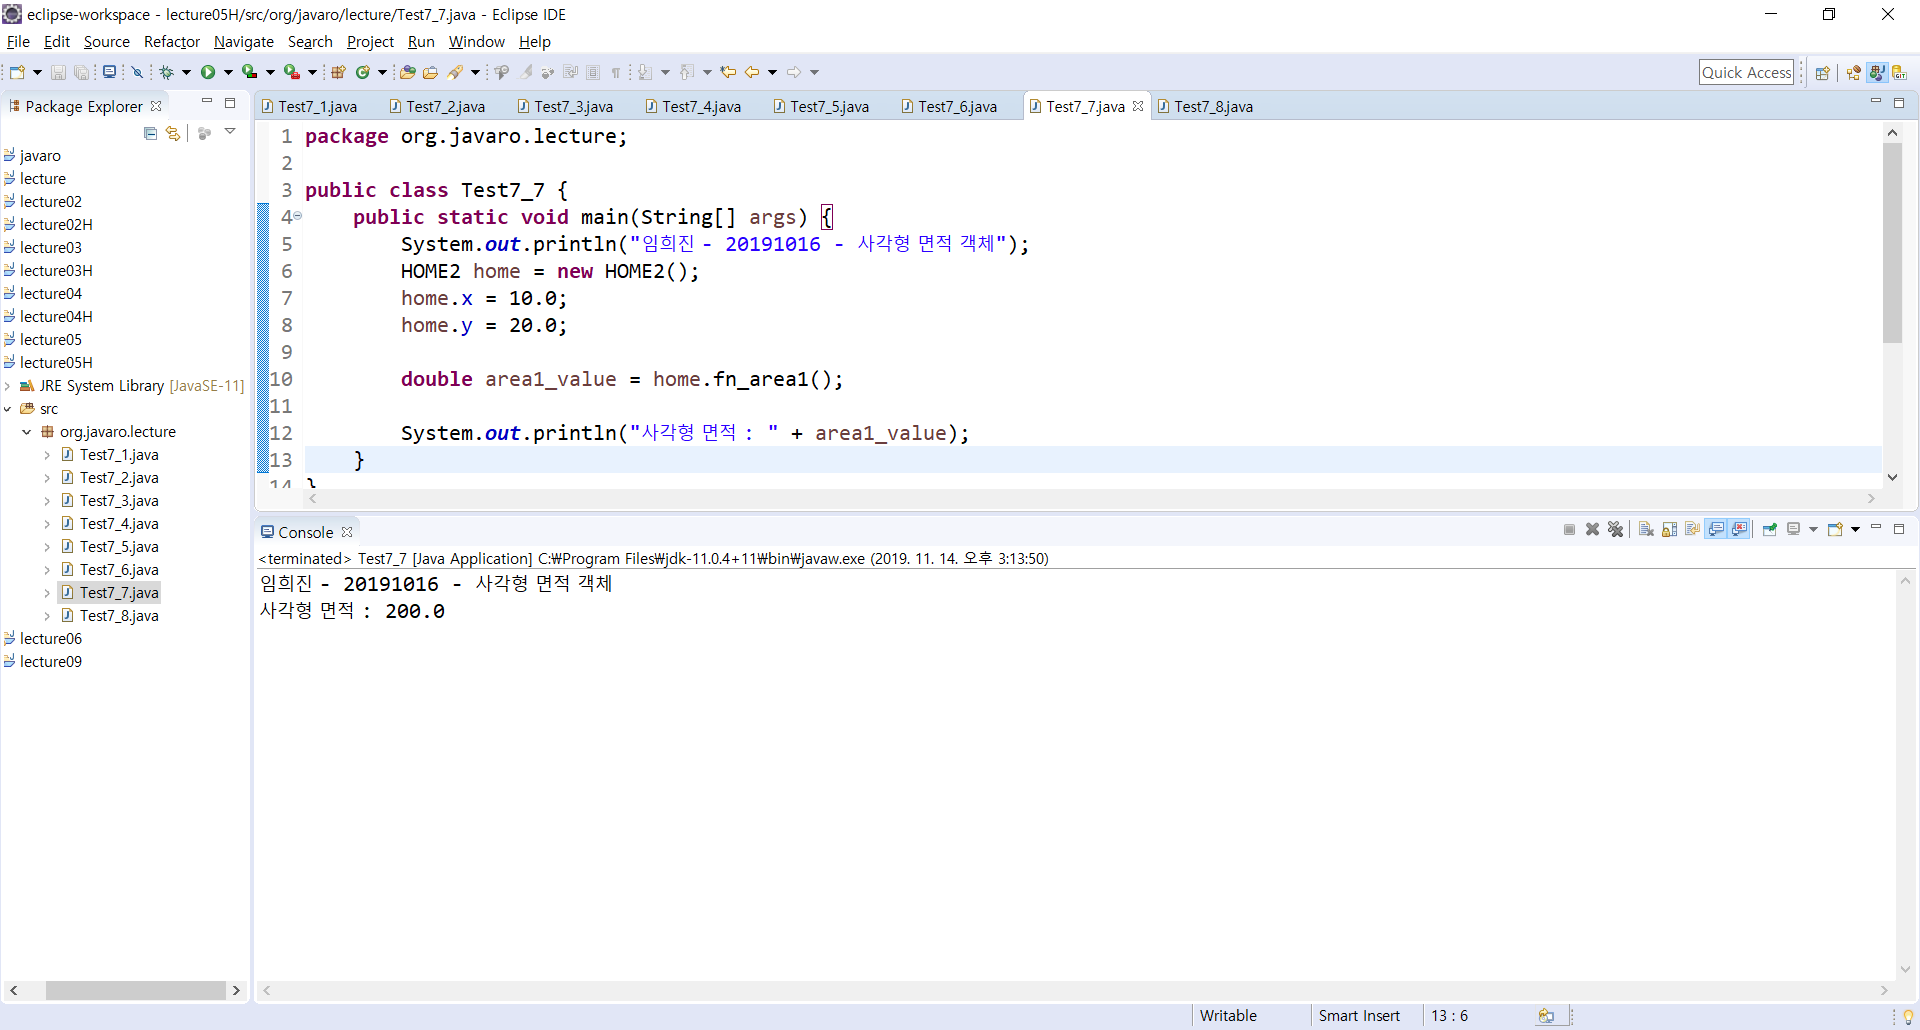 eclipse-workspace - lecture05H/src/org/javaro/lecture/Test7_7.java - Eclipse IDE
File Edit Source Refactor Navigate Search Project Run Window Help
Quick Access
Package Explorer
javaro
lecture
lecture02
lecture02H
lecture03
lecture03H
lecture04
lecture04H
lecture05
lecture05H
JRE System Library [JavaSE-11]
src
org.javaro.lecture
Test7_1.java
Test7_2.java
Test7_3.java
Test7_4.java
Test7_5.java
Test7_6.java
Test7_7.java
Test7_8.java
lecture06
lecture09
Test7_1.java Test7_2.java Test7_3.java Test7_4.java Test7_5.java Test7_6.java Test7_7.java Test7_8.java
1 package org.javaro.lecture;
2
3 public class Test7_7 {
4 public static void main(String[] args) {
5 System.out.println("임희진 - 20191016 - 사각형 면적 객체");
6 HOME2 home = new HOME2();
7 home.x = 10.0;
8 home.y = 20.0;
9
10 double area1_value = home.fn_area1();
11
12 System.out.println("사각형 면적 : " + area1_value);
13 }
14 }
Console
<terminated> Test7_7 [Java Application] C:₩Program Files₩jdk-11.0.4+11₩bin₩javaw.exe (2019. 11. 14. 오후 3:13:50)
임희진 - 20191016 - 사각형 면적 객체
사각형 면적 : 200.0
Writable Smart Insert 13 : 6